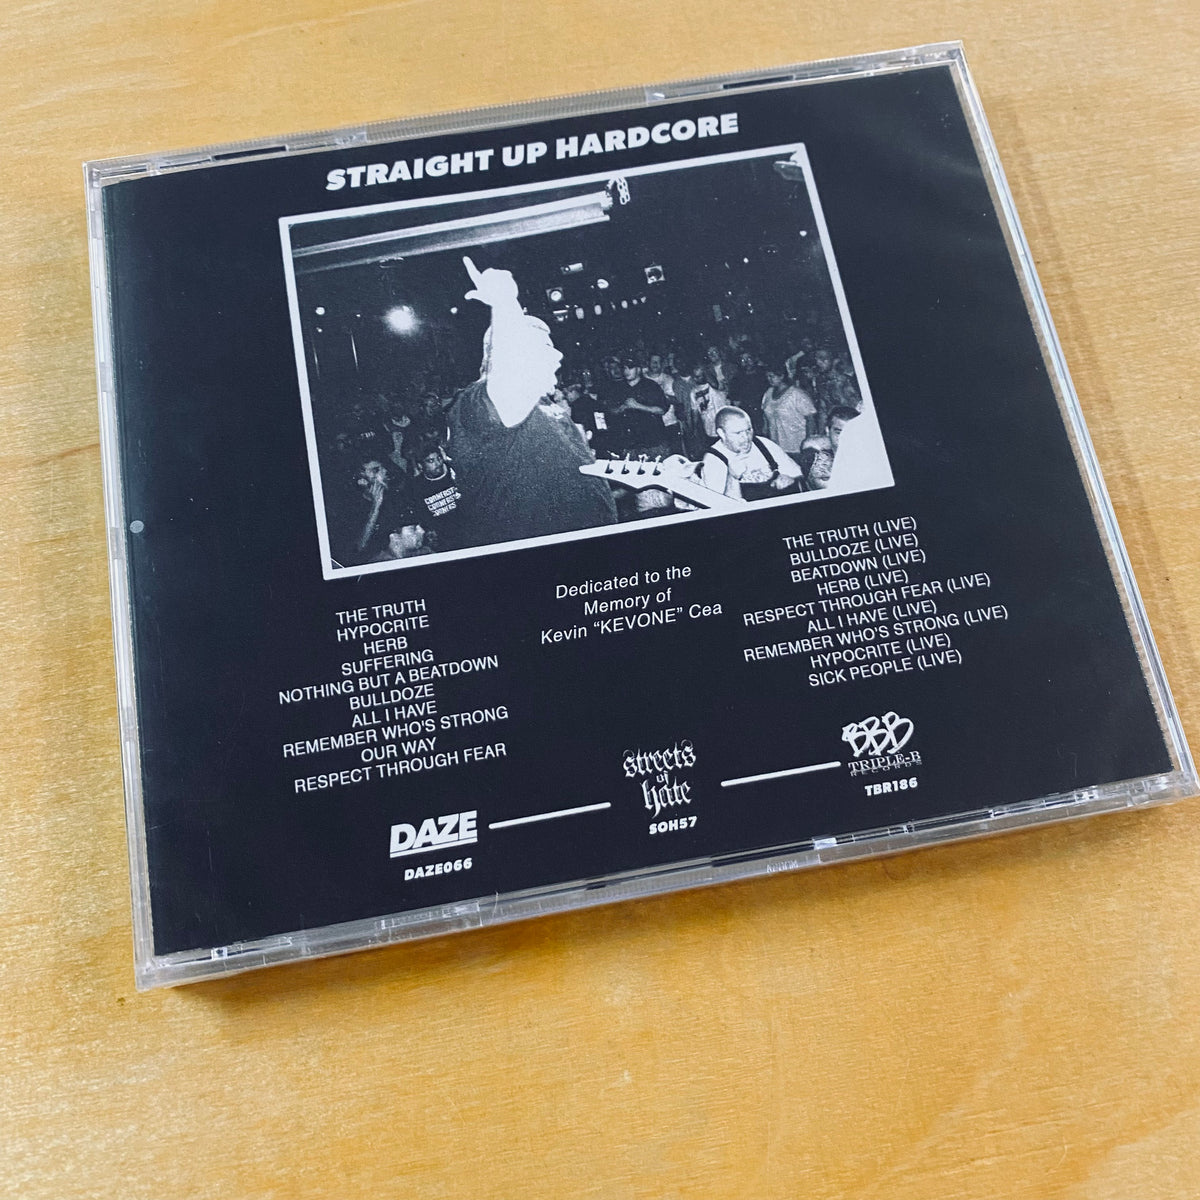 STRAIGHT UP HARDCORE
THE TRUTH
HYPOCRITE
HERB
SUFFERING
NOTHING BUT A BEATDOWN
BULLDOZE
ALL I HAVE
REMEMBER WHO'S STRONG
OUR WAY
RESPECT THROUGH FEAR
Dedicated to the
Memory of
Kevin “KEVONE” Cea
THE TRUTH (LIVE)
BULLDOZE (LIVE)
BEATDOWN (LIVE)
HERB (LIVE)
RESPECT THROUGH FEAR (LIVE)
ALL I HAVE (LIVE)
REMEMBER WHO'S STRONG (LIVE)
HYPOCRITE (LIVE)
SICK PEOPLE (LIVE)
DAZE
DAZE066
streets
of
hate
SOH57
BBB
TRIPLE-B
RECORDS
TBR186